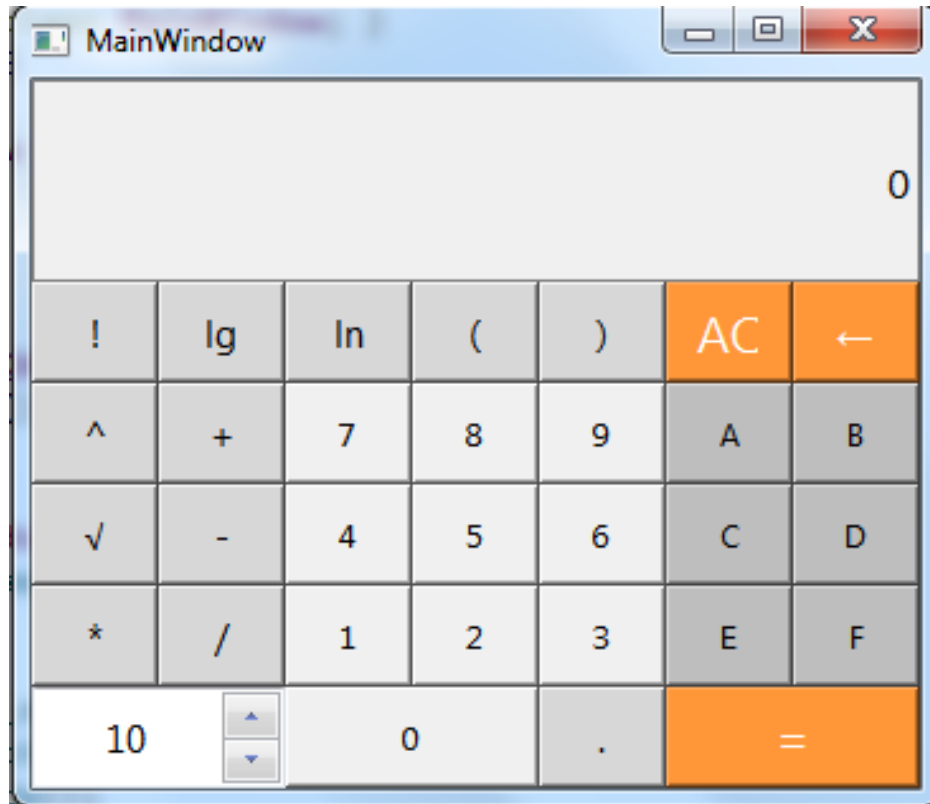 MainWindow
0
! lg ln ( ) AC ←
^ + 7 8 9 A B
√ - 4 5 6 C D
* / 1 2 3 E F
10 0 . =